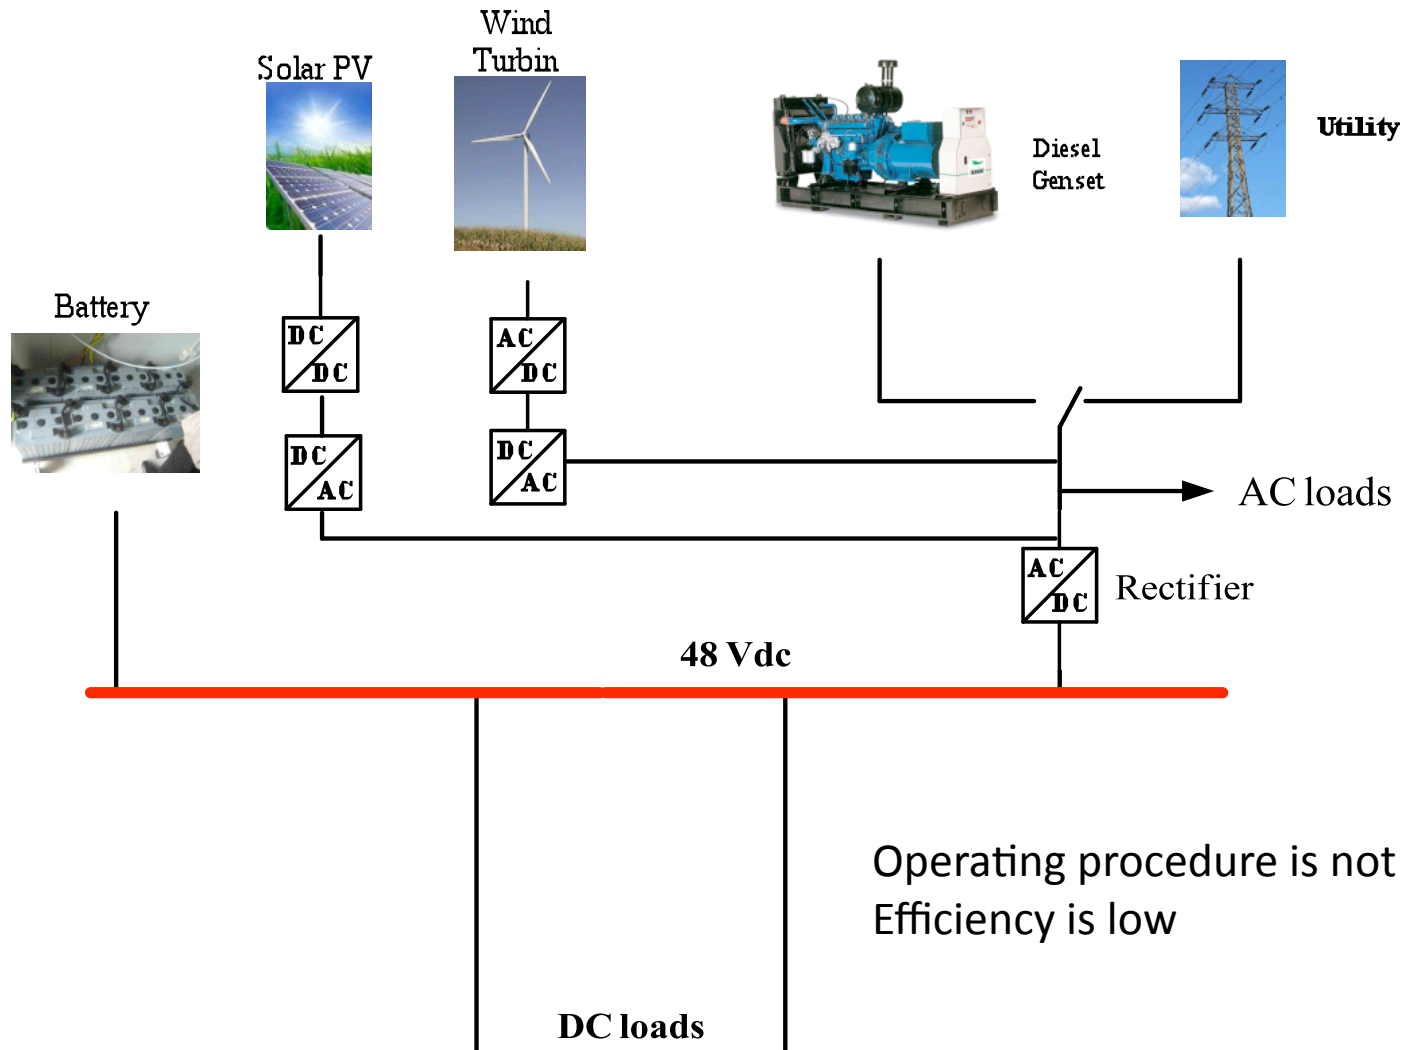 Wind
Turbin
Solar PV
Diesel
Genset
Utility
Battery
DC
DC
AC
DC
DC
AC
DC
AC
AC loads
AC
DC
Rectifier
48 Vdc
Operating procedure is not
Efficiency is low
DC loads